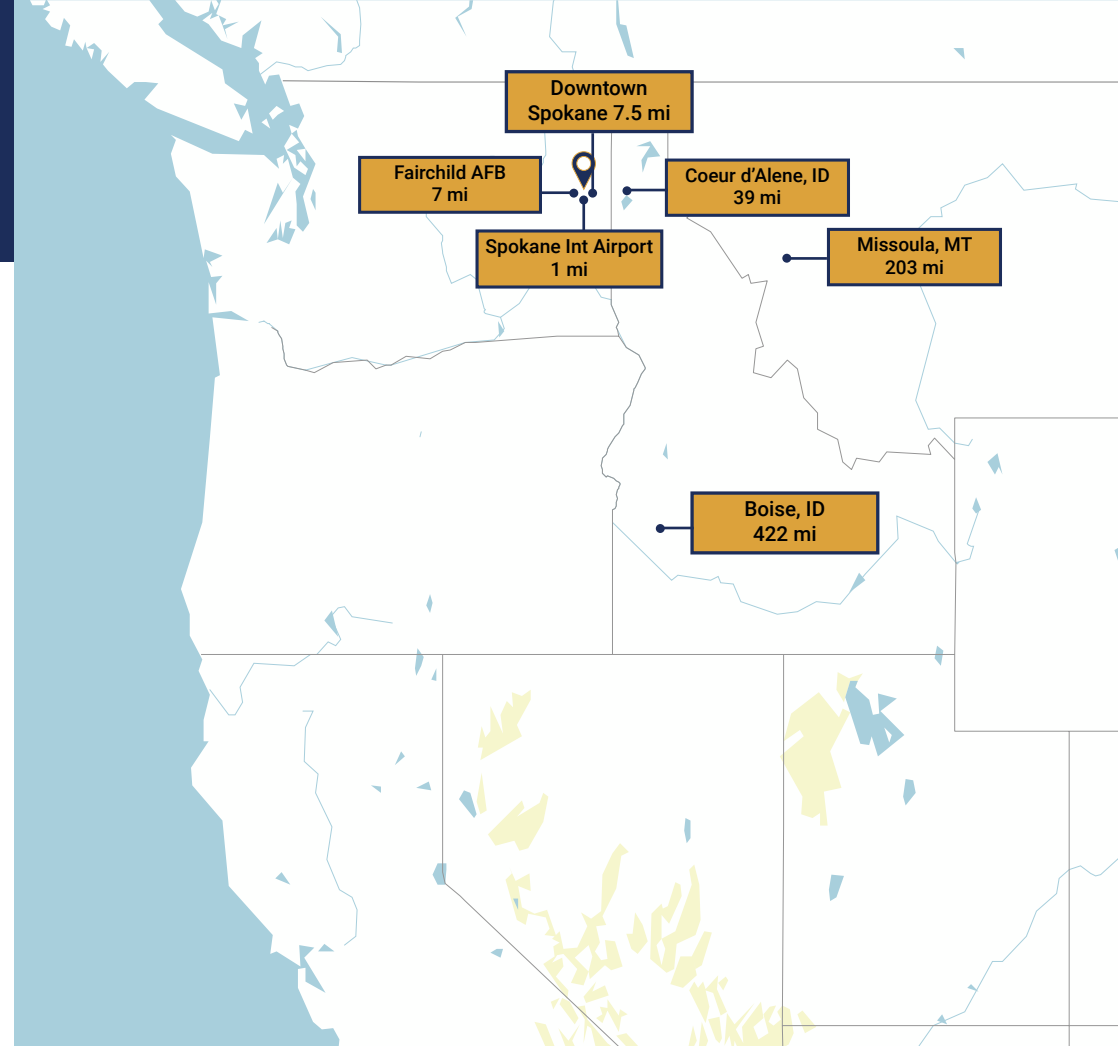 Downtown
Spokane 7.5 mi
Fairchild AFB
7 mi
Coeur d’Alene, ID
39 mi
Spokane Int Airport
1 mi
Missoula, MT
203 mi
Boise, ID
422 mi